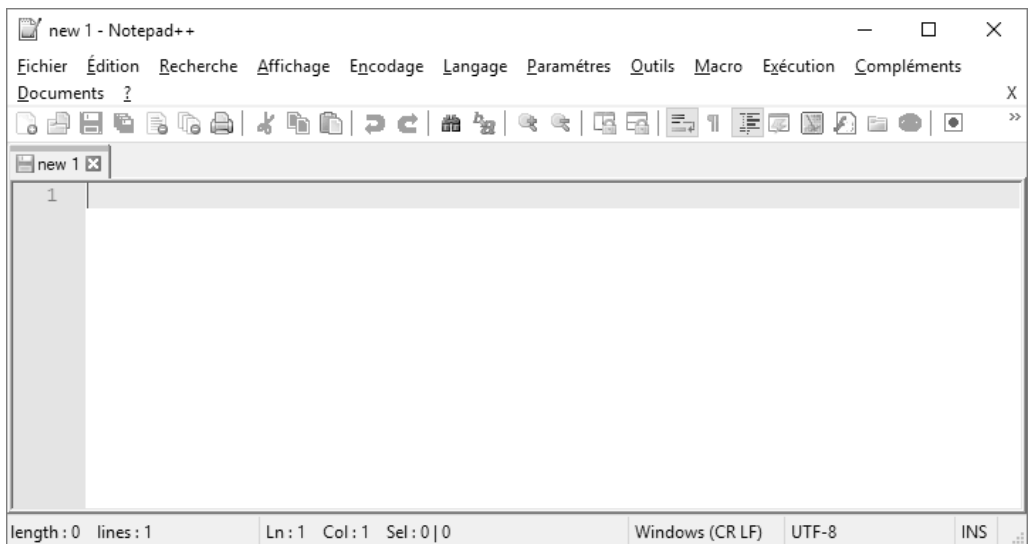 new 1 - Notepad++
Fichier Édition Recherche Affichage Encodage Langage Paramétres Outils Macro Exécution Compléments
Documents ? X
new 1
1
length : 0 lines : 1 Ln : 1 Col : 1 Sel : 0 | 0 Windows (CR LF) UTF-8 INS